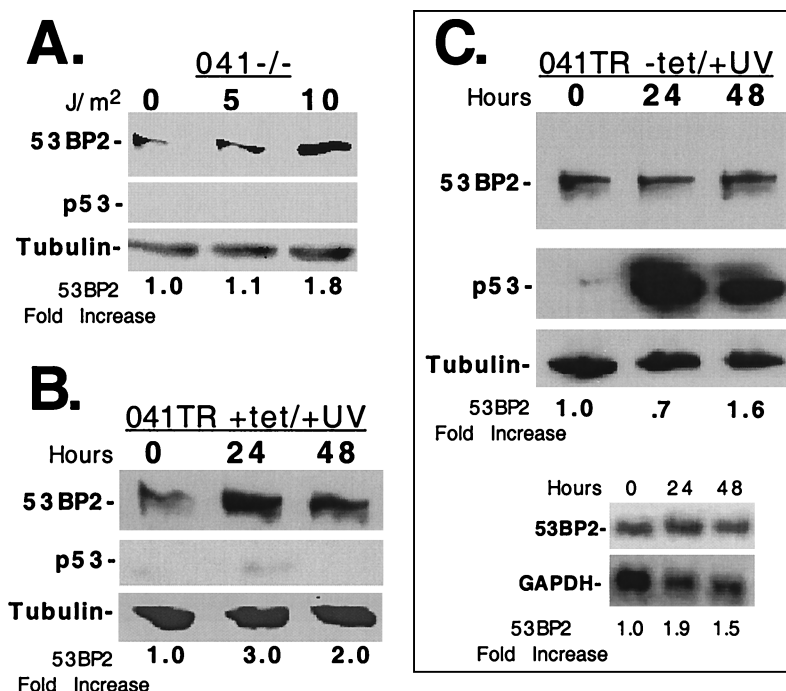 A.
041-/-
J/m2 0 5 10
53BP2-
p53-
Tubulin-
53BP2 1.0 1.1 1.8
Fold Increase
B.
041TR +tet/+UV
Hours 0 24 48
53BP2-
p53-
Tubulin-
53BP2 1.0 3.0 2.0
Fold Increase
C.
041TR -tet/+UV
Hours 0 24 48
53BP2-
p53-
Tubulin-
53BP2 1.0 .7 1.6
Fold Increase
Hours 0 24 48
53BP2-
GAPDH-
53BP2 1.0 1.9 1.5
Fold Increase